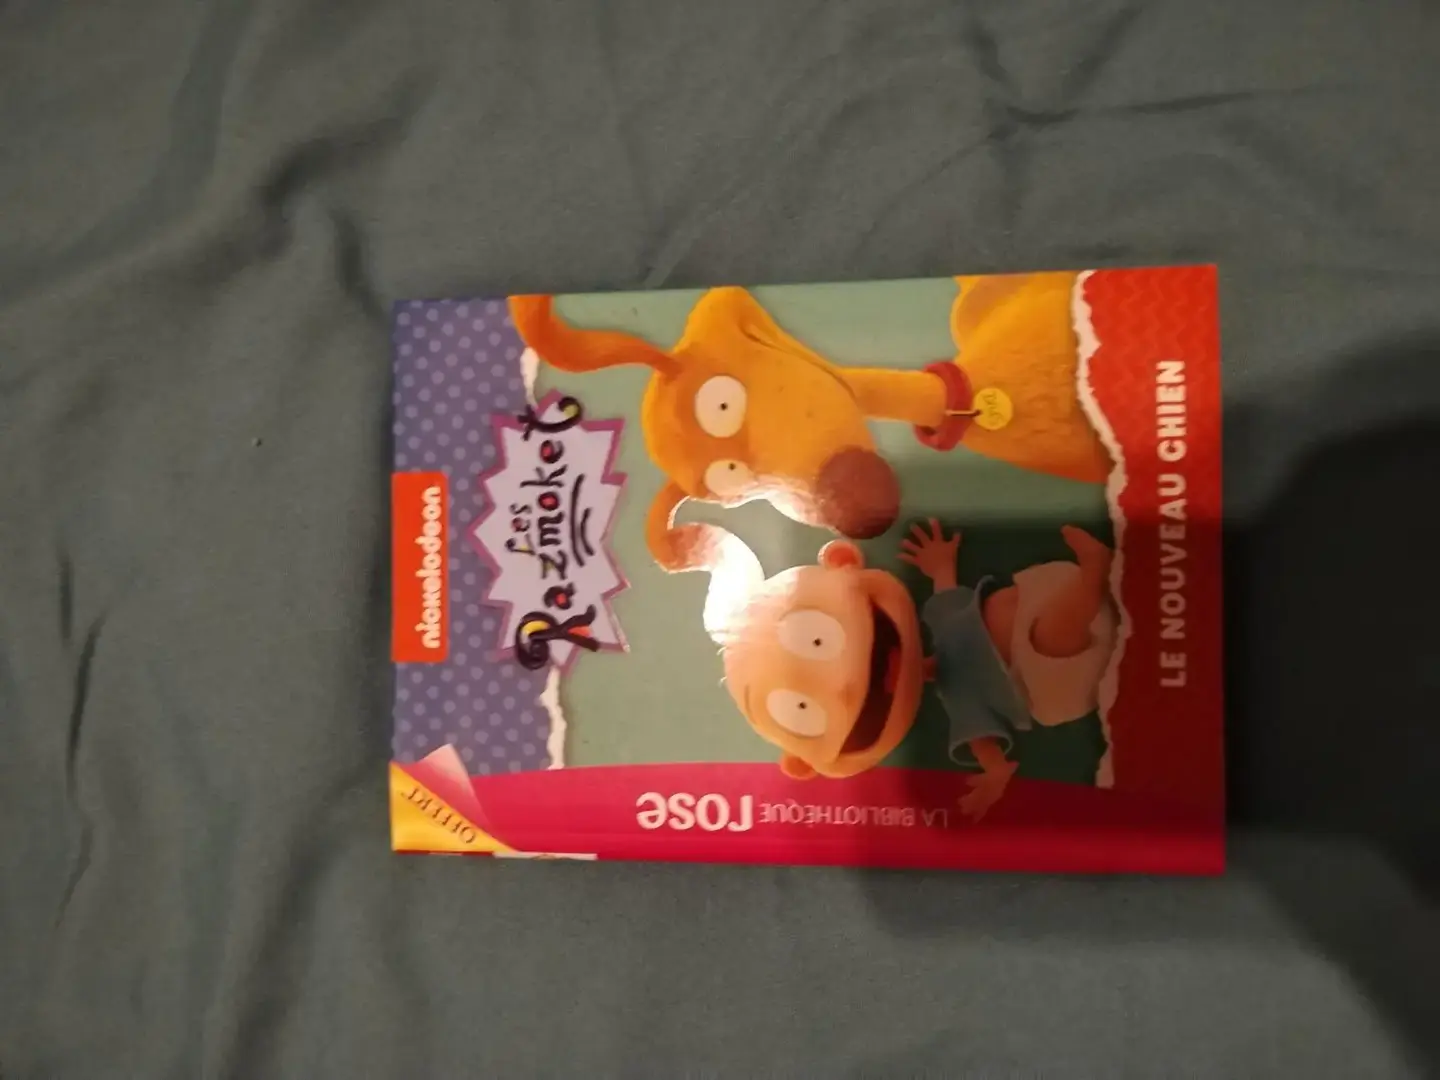 nickelodeon
Les
Razmoket
OFFERT
LA BIBLIOTHÈQUE rose
LE NOUVEAU CHIEN